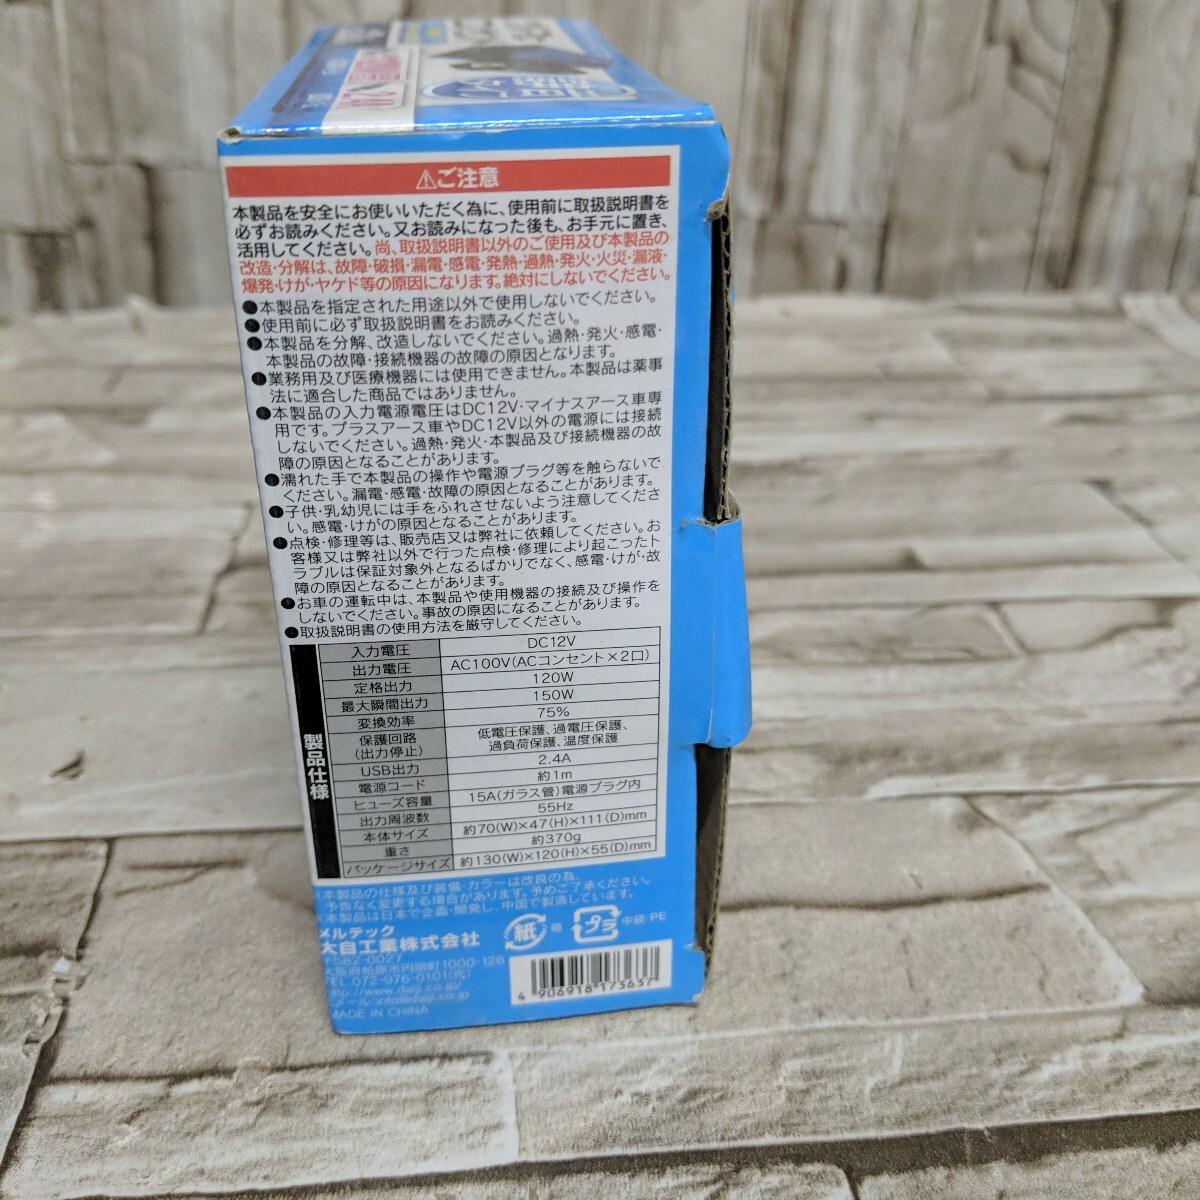 2.4A
⚠ご注意
本製品を安全にお使いいただく為に、使用前に取扱説明書を
必ずお読みください。又お読みになった後も、お手元に置き、
活用してください。尚、取扱説明書以外のご使用及び本製品の
改造・分解は、故障・破損・漏電・感電・発熱・過熱・発火・火災・漏液・
爆発・けが・ヤケド等の原因になります。絶対にしないでください。
●本製品を指定された用途以外で使用しないでください。
●使用前に必ず取扱説明書をお読みください。
●本製品を分解、改造しないでください。過熱・発火・感電・
本製品の故障・接続機器の故障の原因となります。
●業務用及び医療機器には使用できません。本製品は薬事
法に適合した商品ではありません。
●本製品の入力電源電圧はDC12V・マイナスアース車専
用です。プラスアース車やDC12V以外の電源には接続
しないでください。過熱・発火・本製品及び接続機器の故
障の原因となることがあります。
●濡れた手で本製品の操作や電源プラグ等を触らないで
ください。漏電・感電・故障の原因となることがあります。
●子供・乳幼児には手をふれさせないよう注意してくださ
い。感電・けがの原因となることがあります。
●点検・修理等は、販売店又は弊社に依頼してください。お
客様又は弊社以外で行った点検・修理により起こったト
ラブルは保証対象外となるばかりでなく、感電・けが・故
障の原因となることがあります。
●お車の運転中は、本製品や使用機器の接続及び操作を
しないでください。事故の原因になることがあります。
●取扱説明書の使用方法を厳守してください。
製品仕様
入力電圧 DC12V
出力電圧 AC100V(ACコンセント×2口)
定格出力 120W
最大瞬間出力 150W
変換効率 75%
保護回路
(出力停止) 低電圧保護、過電圧保護、
過負荷保護、温度保護
USB出力 2.4A
電源コード 約1m
ヒューズ容量 15A(ガラス管)電源プラグ内
出力周波数 55Hz
本体サイズ 約70(W)×47(H)×111(D)mm
重さ 約370g
パッケージサイズ 約130(W)×120(H)×55(D)mm
本製品の仕様及び装備・カラーは改良の為、
予告なく変更する場合があります。予めご了承ください。
本製品は日本で企画・開発し、中国で製造しています。
メルテック
大自工業株式会社
〒582-0027
大阪府柏原市円明町1000-126
TEL 072-976-0101(代)
http://www.daiji.co.jp/
メール:info@daiji.co.jp
MADE IN CHINA
紙 箱 プラ 中袋:PE
4 906918 173637